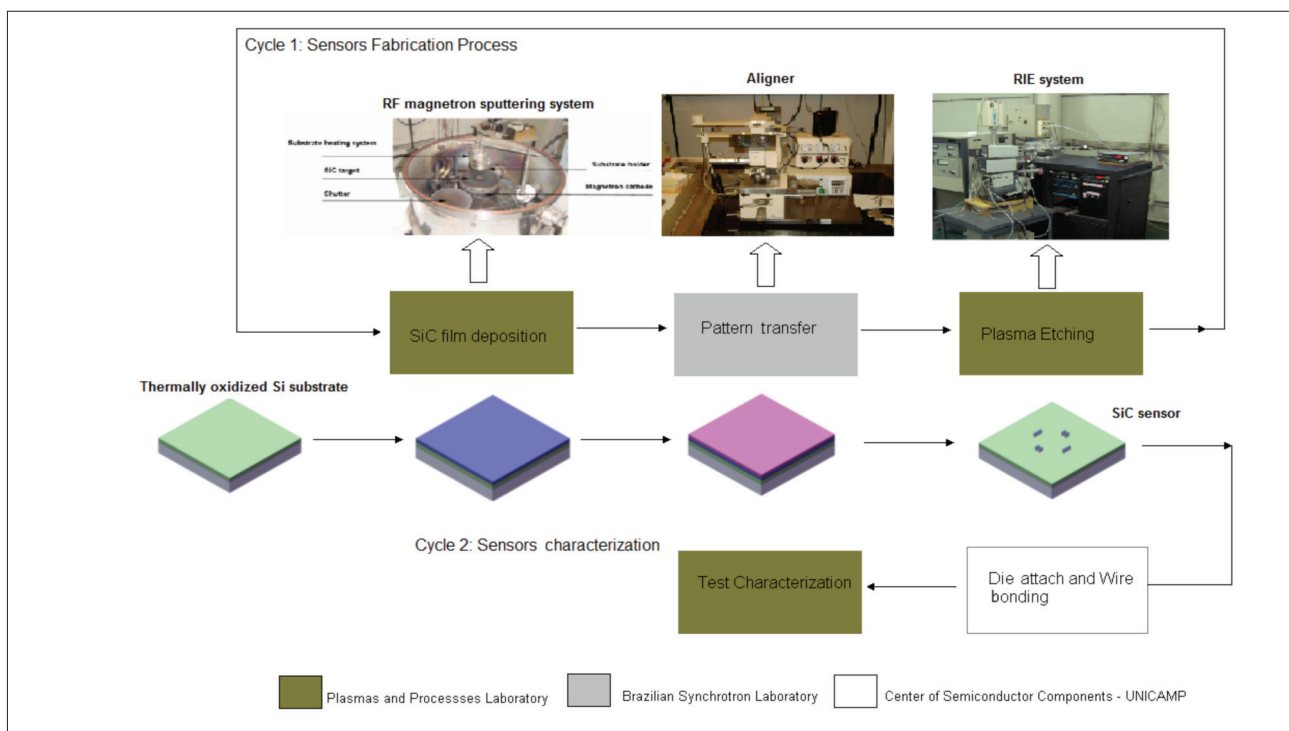 Cycle 1: Sensors Fabrication Process
RF magnetron sputtering system
Aligner
RIE system
Substrate heating system
SiC target
Shutter
Substrate holder
Magnetron cathode
SiC film deposition
Pattern transfer
Plasma Etching
Thermally oxidized Si substrate
SiC sensor
Cycle 2: Sensors characterization
Test Characterization
Die attach and Wire
bonding
Plasmas and Processses Laboratory
Brazilian Synchrotron Laboratory
Center of Semiconductor Components - UNICAMP